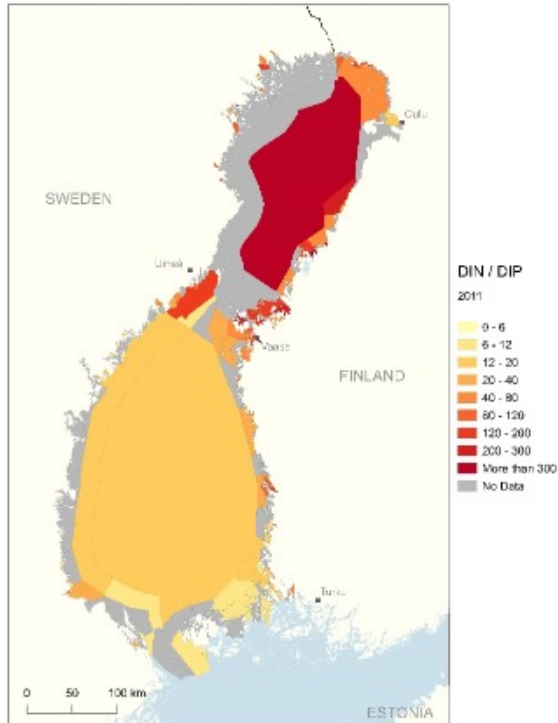 Oulu
SWEDEN
Umeå
DIN / DIP
2011
0 - 6
6 - 12
12 - 20
20 - 40
40 - 80
80 - 120
120 - 200
200 - 300
More than 300
No Data
Vaasa
FINLAND
Turku
0 50 100 km
ESTONIA